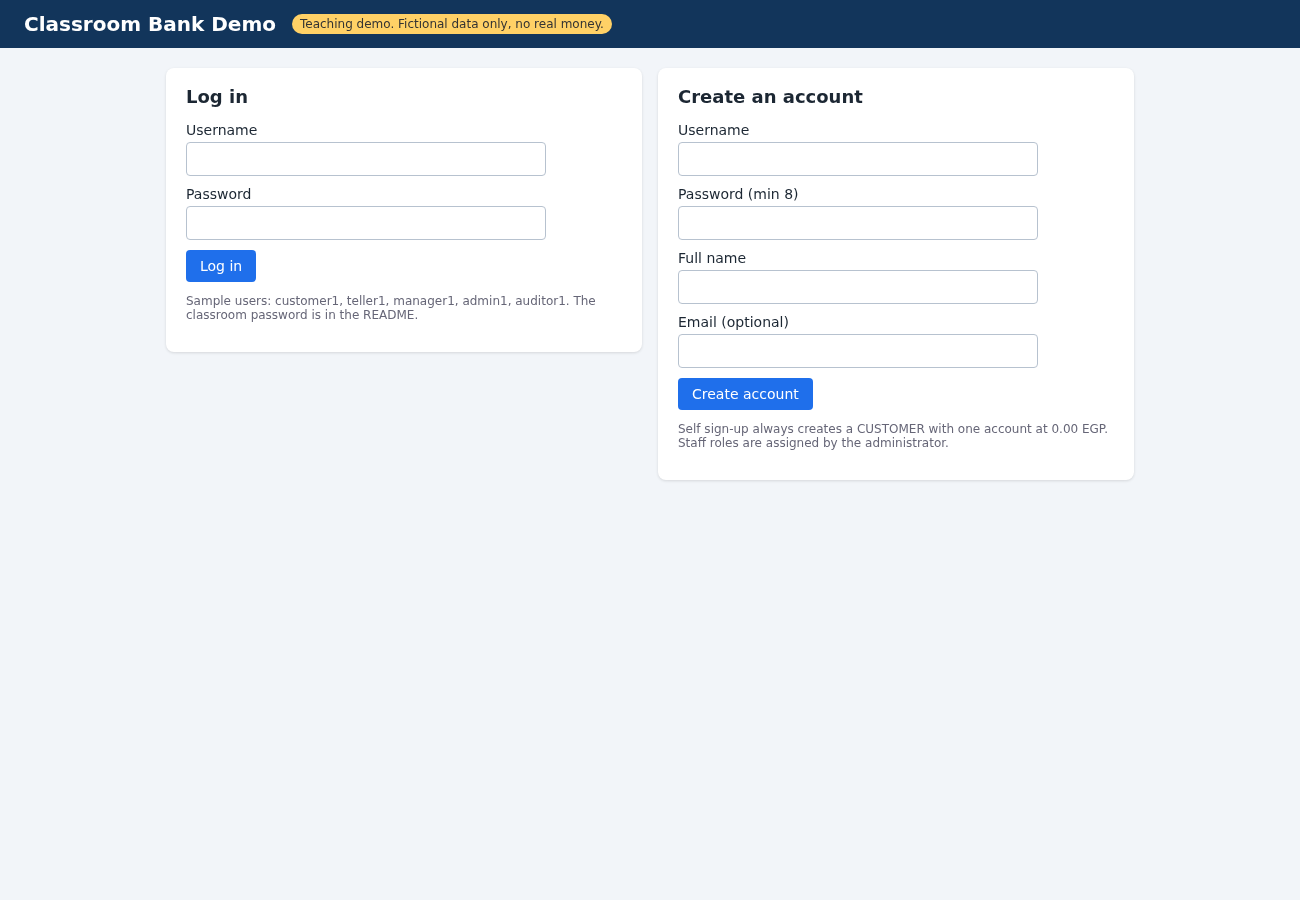 Classroom Bank Demo
Teaching demo. Fictional data only, no real money.
Log in
Username
Password
Log in
Sample users: customer1, teller1, manager1, admin1, auditor1. The
classroom password is in the README.
Create an account
Username
Password (min 8)
Full name
Email (optional)
Create account
Self sign-up always creates a CUSTOMER with one account at 0.00 EGP.
Staff roles are assigned by the administrator.